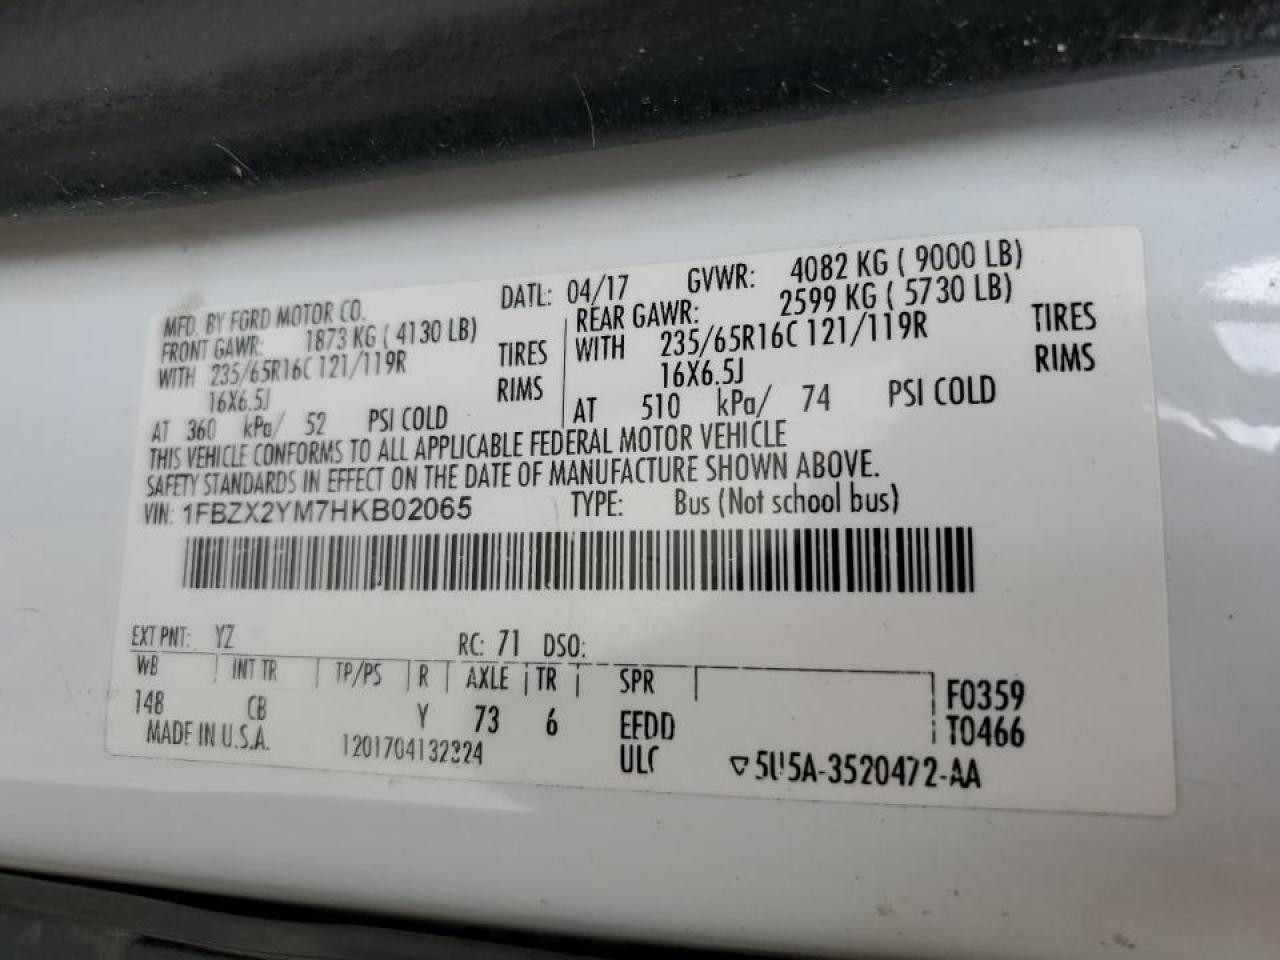 MFD. BY FORD MOTOR CO.
DATE: 04/17 GVWR: 4082 KG ( 9000 LB)
FRONT GAWR: 1873 KG ( 4130 LB)
WITH 235/65R16C 121/119R TIRES
16X6.5J RIMS
AT 360 kPa/ 52 PSI COLD
REAR GAWR: 2599 KG ( 5730 LB)
WITH 235/65R16C 121/119R TIRES
16X6.5J RIMS
AT 510 kPa/ 74 PSI COLD
THIS VEHICLE CONFORMS TO ALL APPLICABLE FEDERAL MOTOR VEHICLE
SAFETY STANDARDS IN EFFECT ON THE DATE OF MANUFACTURE SHOWN ABOVE.
VIN: 1FBZX2YM7HKB02065 TYPE: Bus (Not school bus)
EXT PNT: YZ RC: 71 DSO:
WB INT TR TP/PS R AXLE TR SPR
148 CB Y 73 6 EFDD
F0359
T0466
MADE IN U.S.A. 1201704132324 ULC
5U5A-3520472-AA